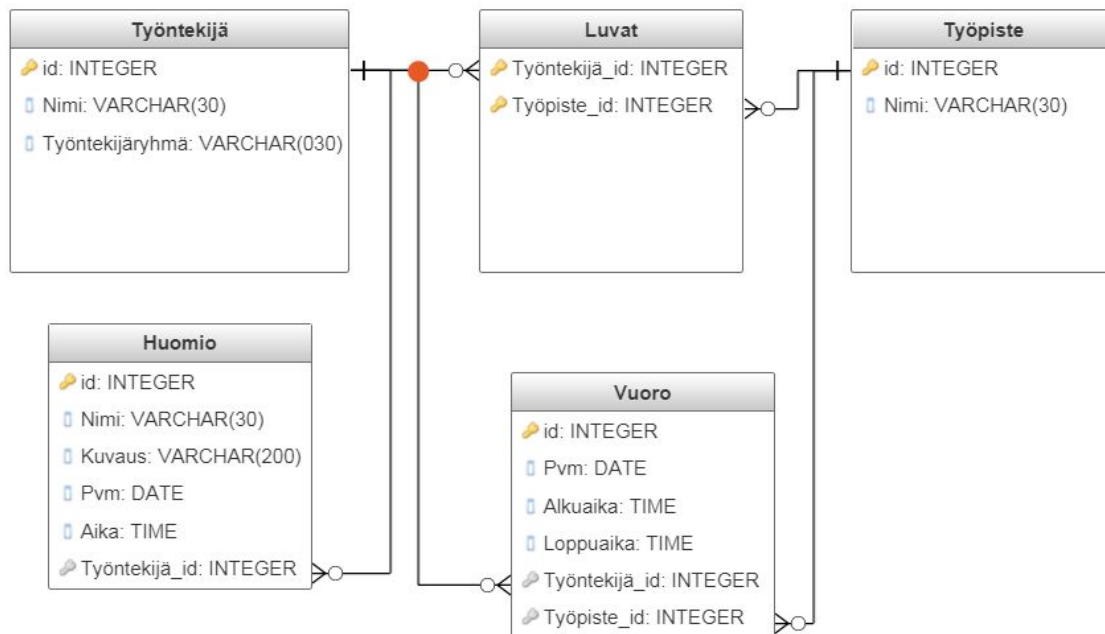 Työntekijä
id: INTEGER
Nimi: VARCHAR(30)
Työntekijäryhmä: VARCHAR(030)
Luvat
Työntekijä_id: INTEGER
Työpiste_id: INTEGER
Työpiste
id: INTEGER
Nimi: VARCHAR(30)
Huomio
id: INTEGER
Nimi: VARCHAR(30)
Kuvaus: VARCHAR(200)
Pvm: DATE
Aika: TIME
Työntekijä_id: INTEGER
Vuoro
id: INTEGER
Pvm: DATE
Alkuaika: TIME
Loppuaika: TIME
Työntekijä_id: INTEGER
Työpiste_id: INTEGER